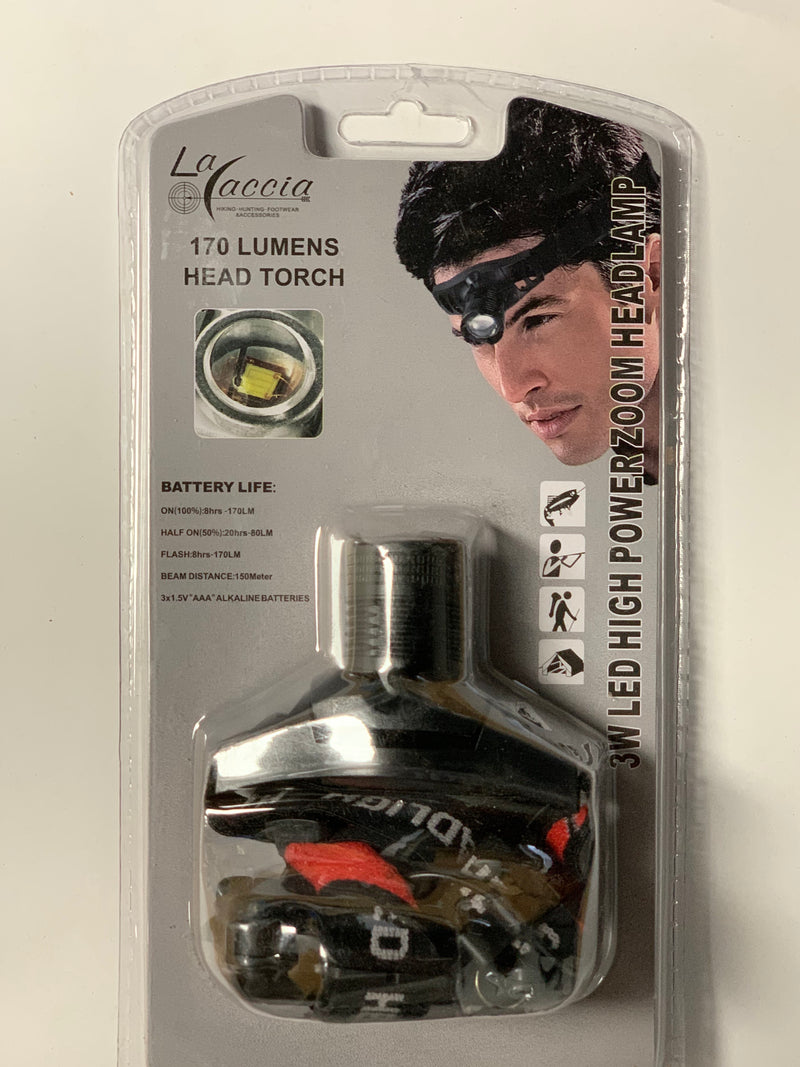 La Caccia
HIKING-HUNTING-FOOTWEAR
&ACCESSORIES
170 LUMENS
HEAD TORCH
BATTERY LIFE:
ON(100%):8hrs -170LM
HALF ON(50%):20hrs-80LM
FLASH:8hrs-170LM
BEAM DISTANCE:150Meter
3x1.5V"AAA"ALKALINE BATTERIES
3W LED HIGH POWER ZOOM HEADLAMP